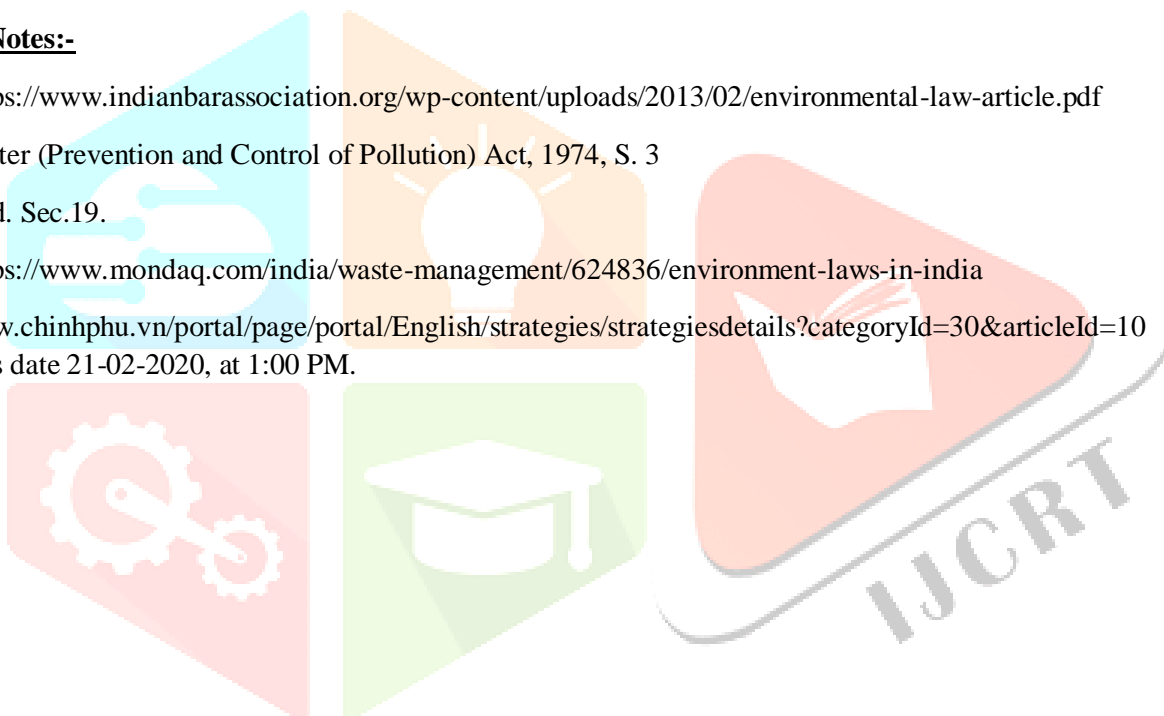 Notes:-
ps://www.indianbarassociation.org/wp-content/uploads/2013/02/environmental-law-article.pdf
ter (Prevention and Control of Pollution) Act, 1974, S. 3
d. Sec.19.
ps://www.mondaq.com/india/waste-management/624836/environment-laws-in-india
w.chinhphu.vn/portal/page/portal/English/strategies/strategiesdetails?categoryId=30&articleId=10
s date 21-02-2020, at 1:00 PM.
IJCRT